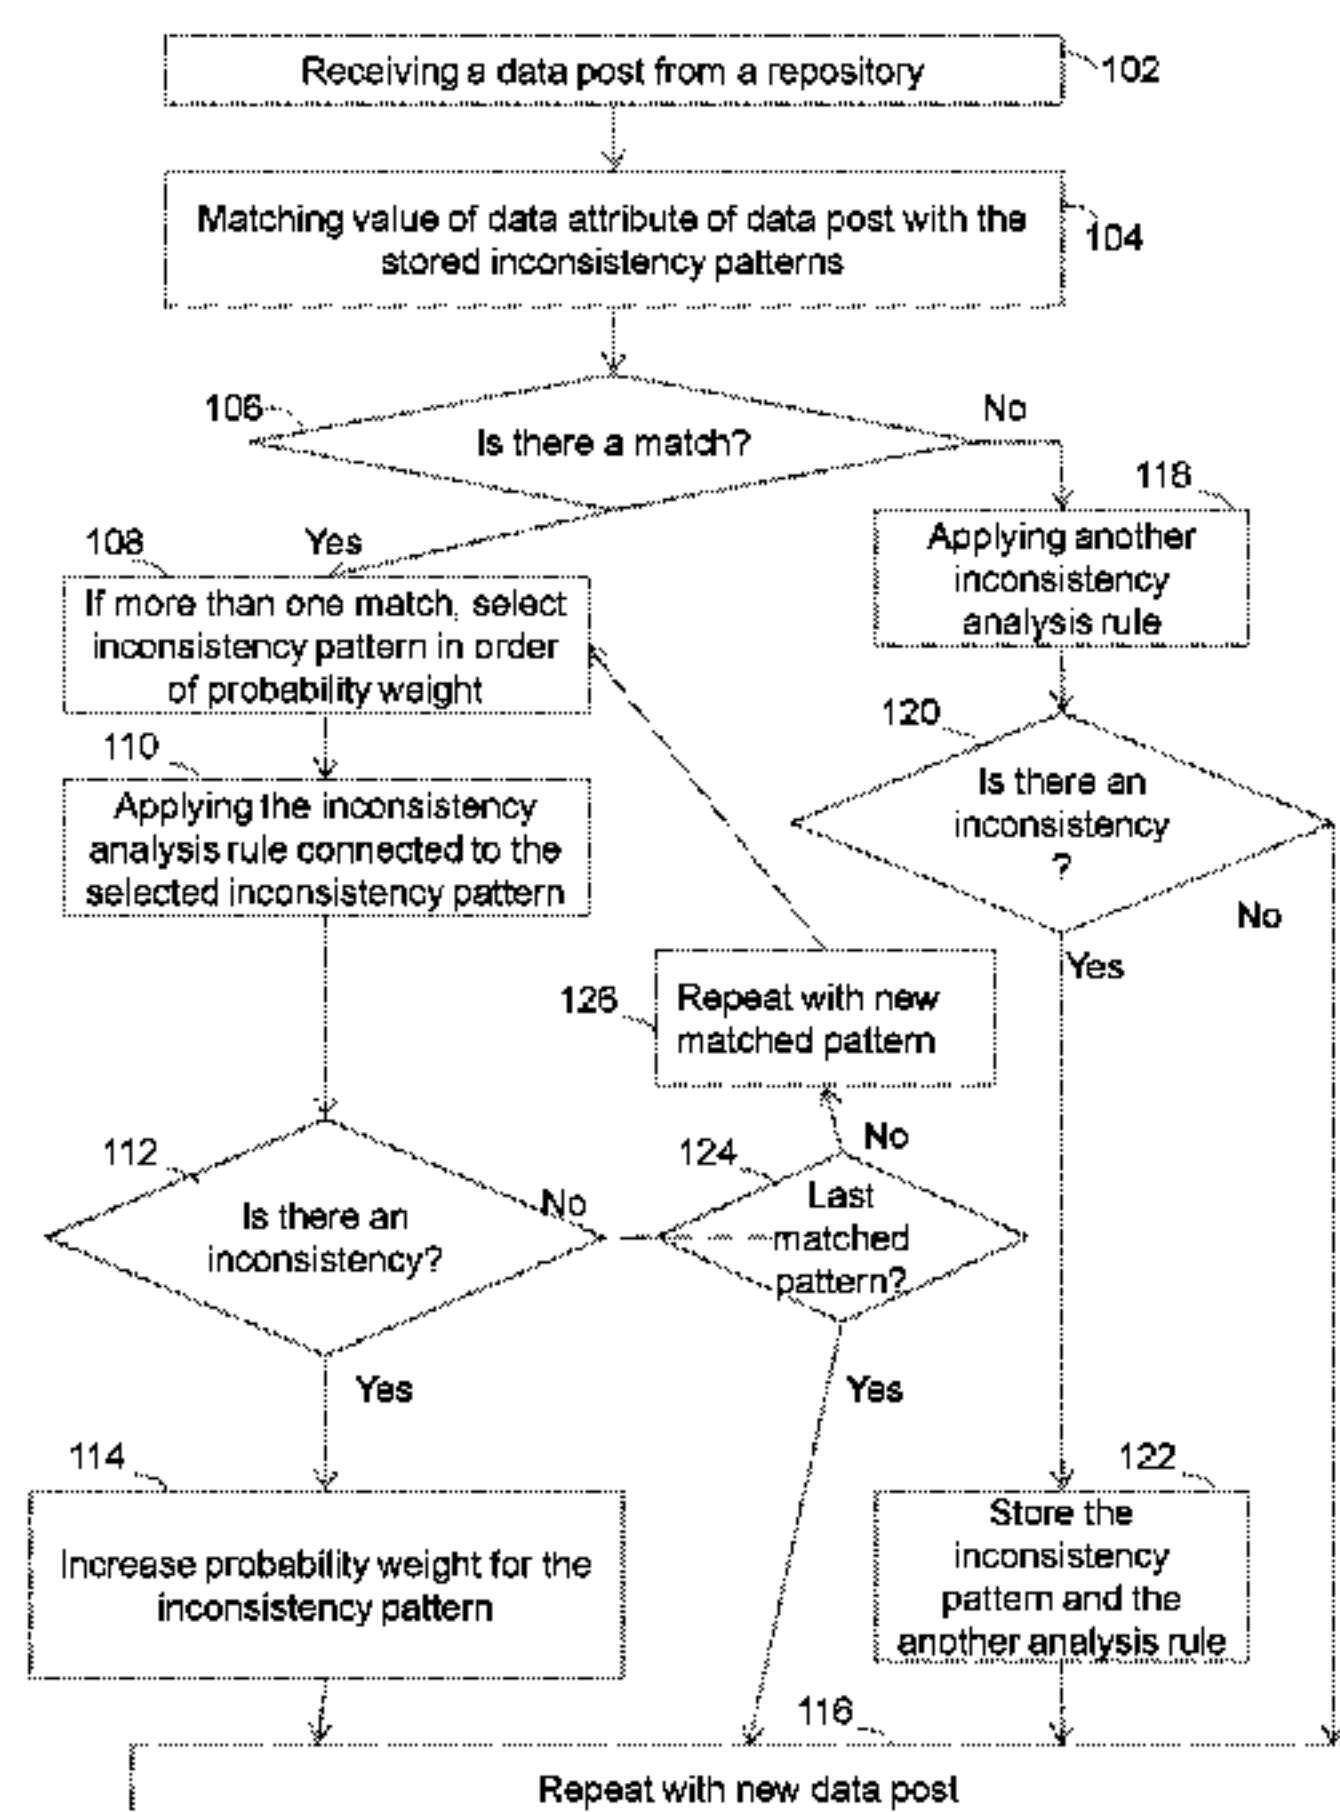 Receiving a data post from a repository
102
Matching value of data attribute of data post with the
stored inconsistency patterns
104
106
Is there a match?
No
Yes
108
If more than one match, select
inconsistency pattern in order
of probability weight
118
Applying another
inconsistency
analysis rule
110
Applying the inconsistency
analysis rule connected to the
selected inconsistency pattern
120
Is there an
inconsistency
?
No
Yes
126
Repeat with new
matched pattern
112
Is there an
inconsistency?
No
124
No
Last
matched
pattern?
Yes
Yes
114
Increase probability weight for the
inconsistency pattern
122
Store the
inconsistency
pattern and the
another analysis rule
116
Repeat with new data post